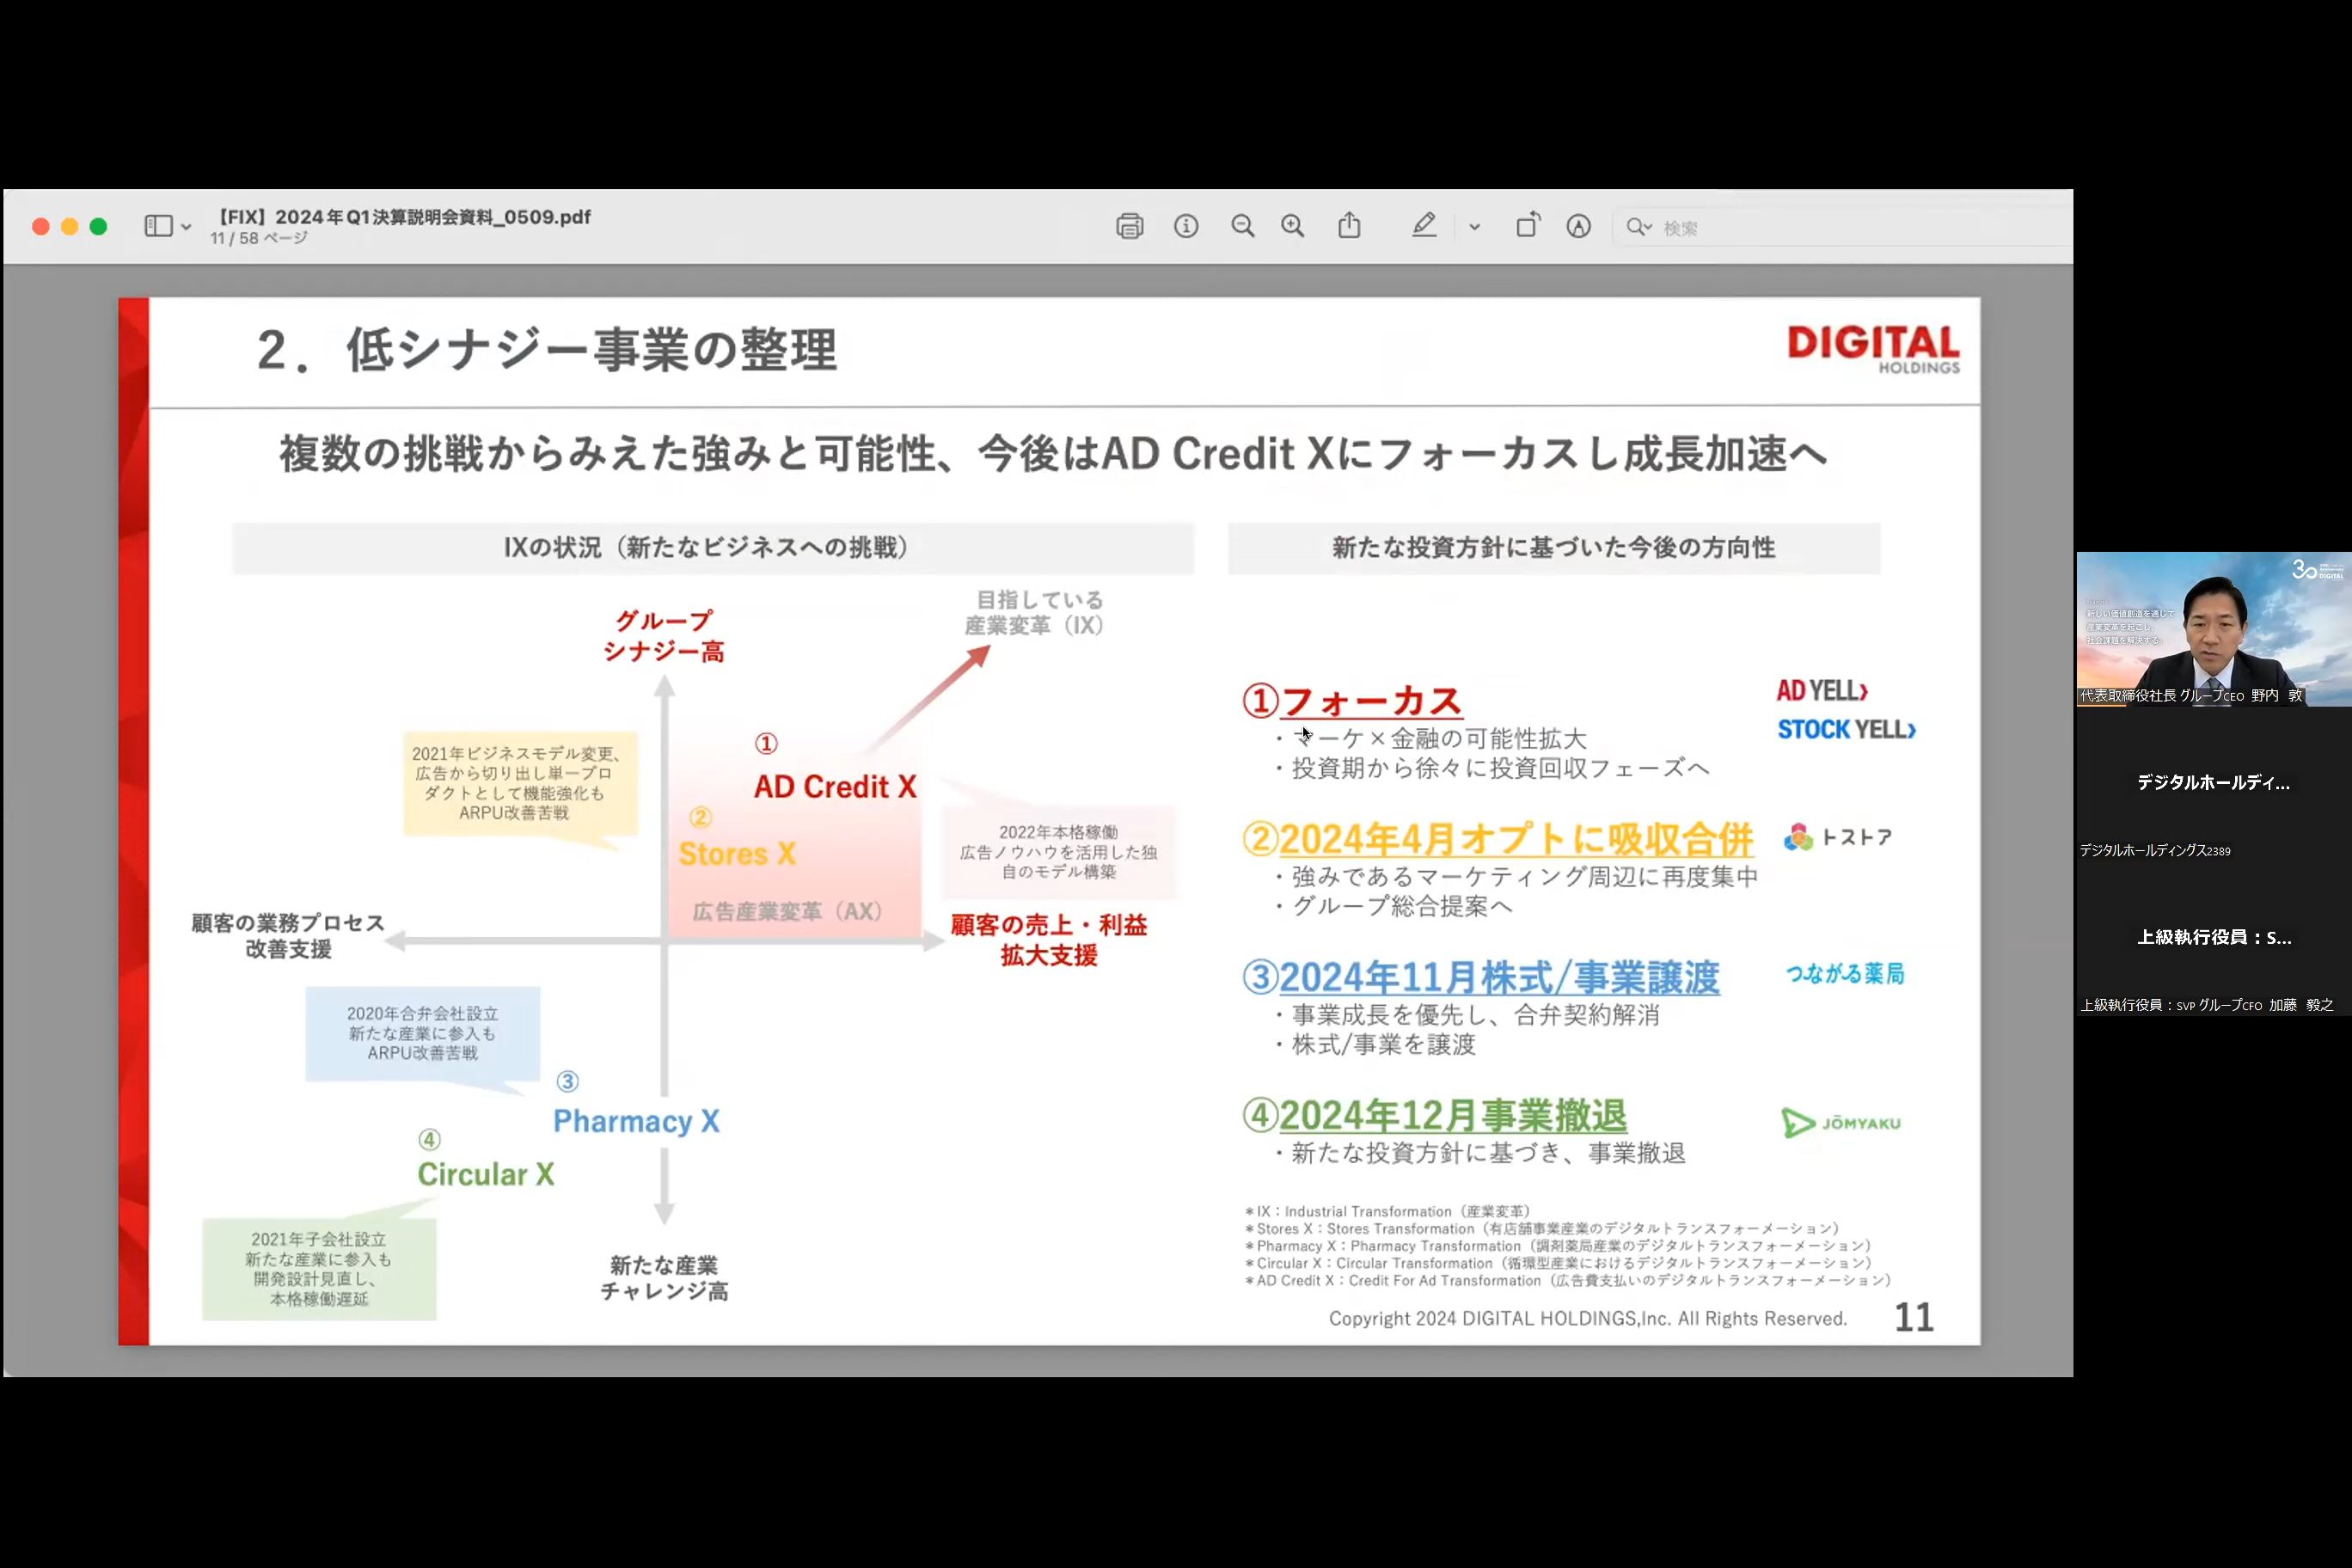 【FIX】2024年Q1決算説明会資料_0509.pdf
11 / 58 ページ
検索
2．低シナジー事業の整理
DIGITAL
HOLDINGS
複数の挑戦からみえた強みと可能性、今後はAD Credit Xにフォーカスし成長加速へ
IXの状況（新たなビジネスへの挑戦）
グループ
シナジー高
目指している
産業変革（IX）
2021年ビジネスモデル変更、
広告から切り出し単一プロ
ダクトとして機能強化も
ARPU改善苦戦
①
AD Credit X
②
Stores X
広告産業変革（AX）
2022年本格稼働
広告ノウハウを活用した独
自のモデル構築
顧客の業務プロセス
改善支援
顧客の売上・利益
拡大支援
2020年合弁会社設立
新たな産業に参入も
ARPU改善苦戦
③
Pharmacy X
④
Circular X
2021年子会社設立
新たな産業に参入も
開発設計見直し、
本格稼働遅延
新たな産業
チャレンジ高
新たな投資方針に基づいた今後の方向性
①フォーカス
・マーケ×金融の可能性拡大
・投資期から徐々に投資回収フェーズへ
AD YELL
STOCK YELL
②2024年4月オプトに吸収合併
・強みであるマーケティング周辺に再度集中
・グループ総合提案へ
トストア
③2024年11月株式/事業譲渡
・事業成長を優先し、合弁契約解消
・株式/事業を譲渡
つながる薬局
④2024年12月事業撤退
・新たな投資方針に基づき、事業撤退
JŌMYAKU
＊IX：Industrial Transformation（産業変革）
＊Stores X：Stores Transformation（有店舗事業産業のデジタルトランスフォーメーション）
＊Pharmacy X：Pharmacy Transformation（調剤薬局産業のデジタルトランスフォーメーション）
＊Circular X：Circular Transformation（循環型産業におけるデジタルトランスフォーメーション）
＊AD Credit X：Credit For Ad Transformation（広告費支払いのデジタルトランスフォーメーション）
Copyright 2024 DIGITAL HOLDINGS,Inc. All Rights Reserved.
11
30
DIGITAL
新しい価値創造を通じて
産業変革を起こし、
社会課題を解決する。
代表取締役社長 グループCEO 野内 敦
デジタルホールディ...
デジタルホールディングス2389
上級執行役員：S...
上級執行役員：SVP グループCFO 加藤 毅之